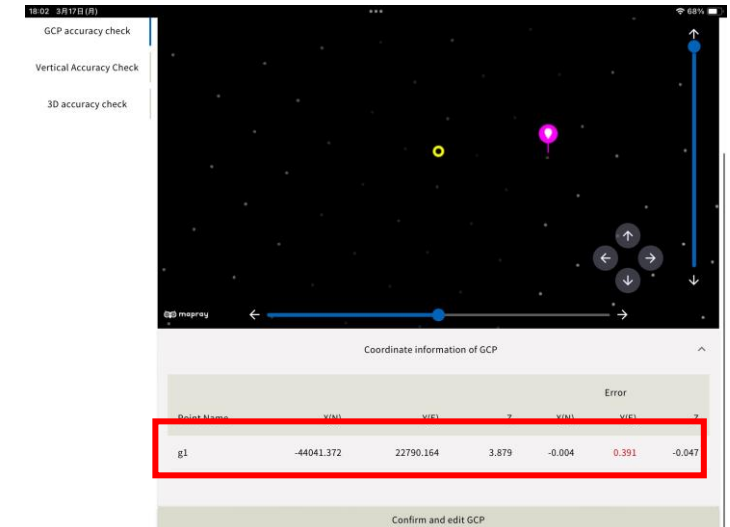 18:02 3月17日(月)
68%
GCP accuracy check
Vertical Accuracy Check
3D accuracy check
mapray
Coordinate information of GCP
Error
Point Name X(N) Y(E) Z X(N) Y(E) Z
g1 -44041.372 22790.164 3.879 -0.004 0.391 -0.047
Confirm and edit GCP